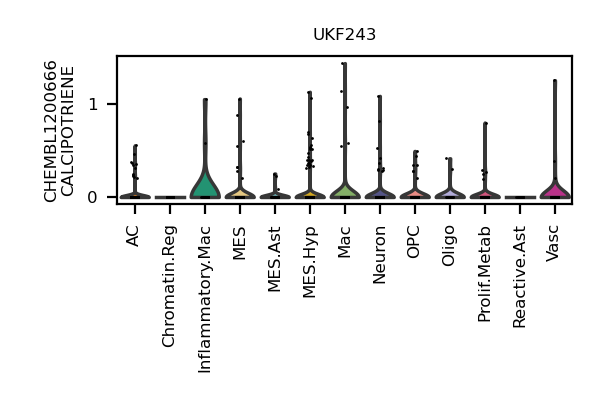 UKF243
CHEMBL1200666
CALCIPOTRIENE
1
0
AC
Chromatin.Reg
Inflammatory.Mac
MES
MES.Ast
MES.Hyp
Mac
Neuron
OPC
Oligo
Prolif.Metab
Reactive.Ast
Vasc